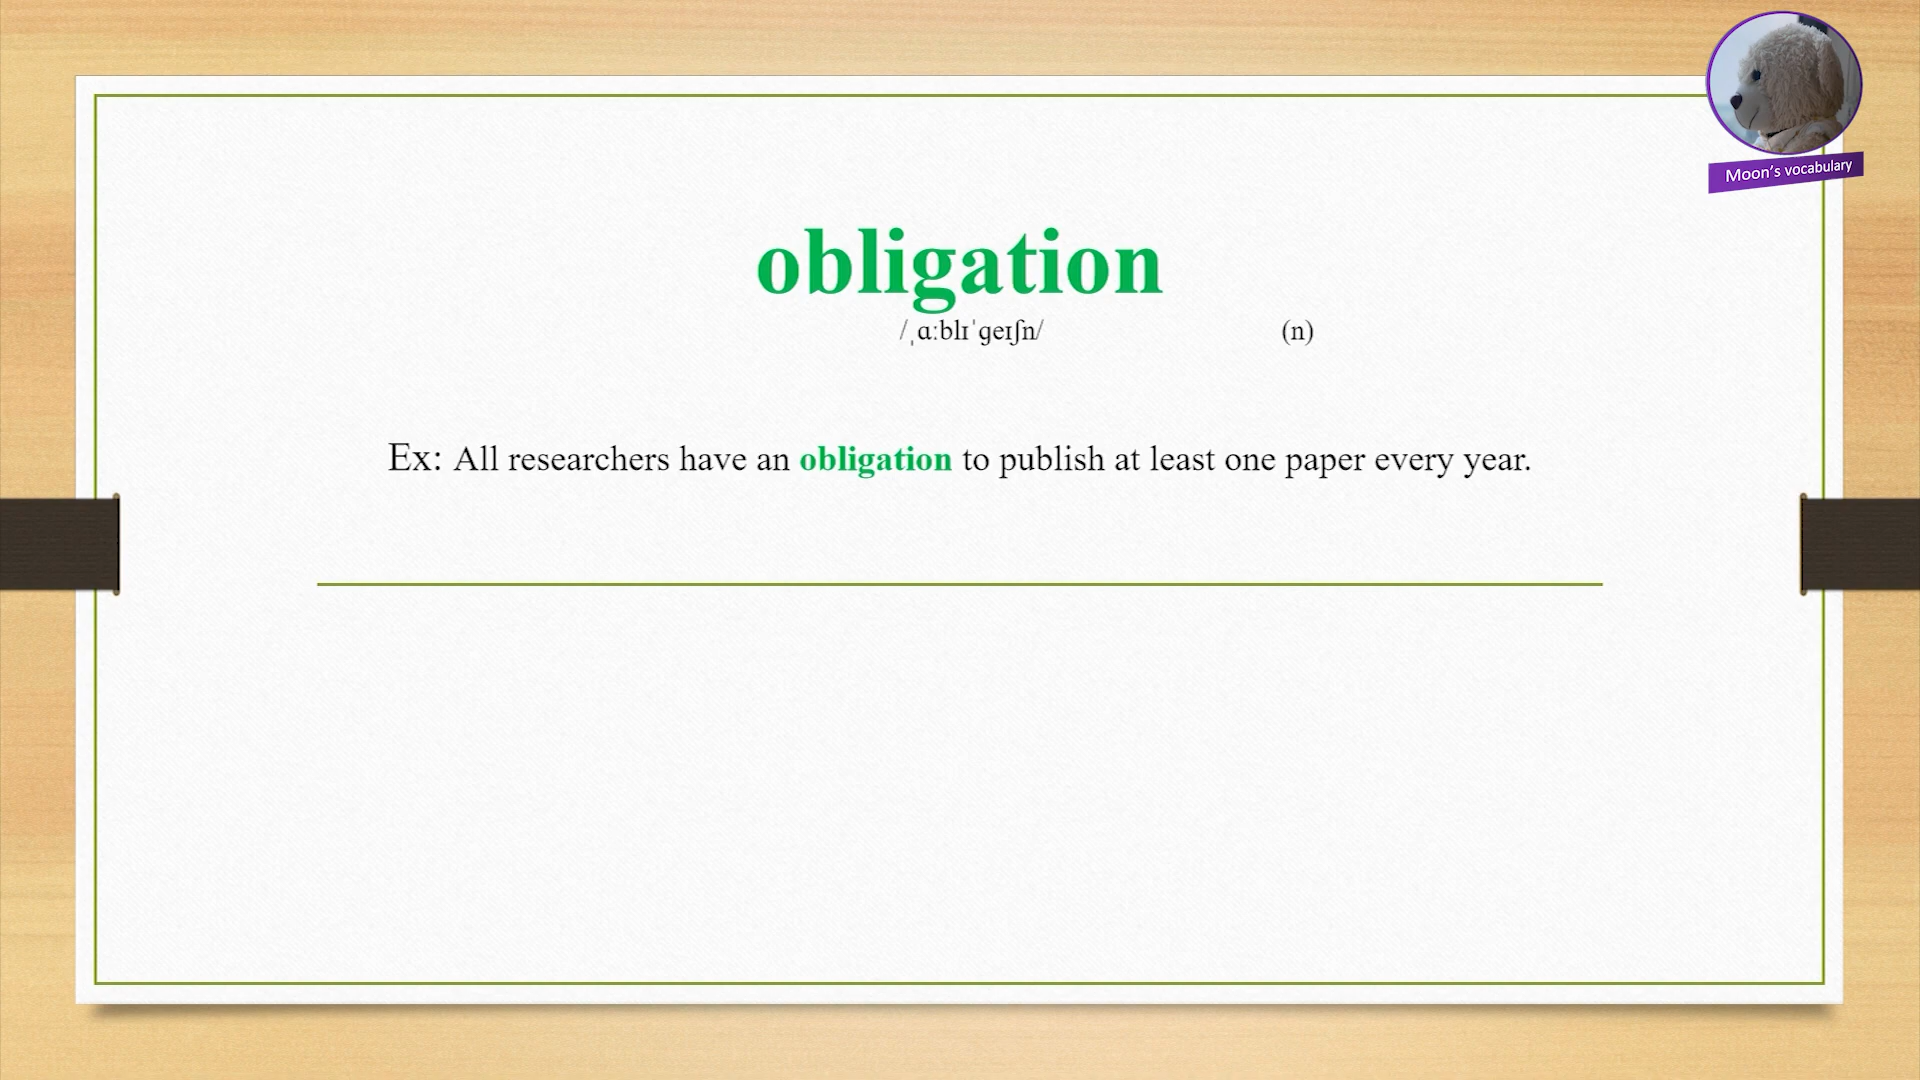 Moon's vocabulary
obligation
/ˌɑːblɪˈɡeɪʃn/ (n)
Ex: All researchers have an obligation to publish at least one paper every year.